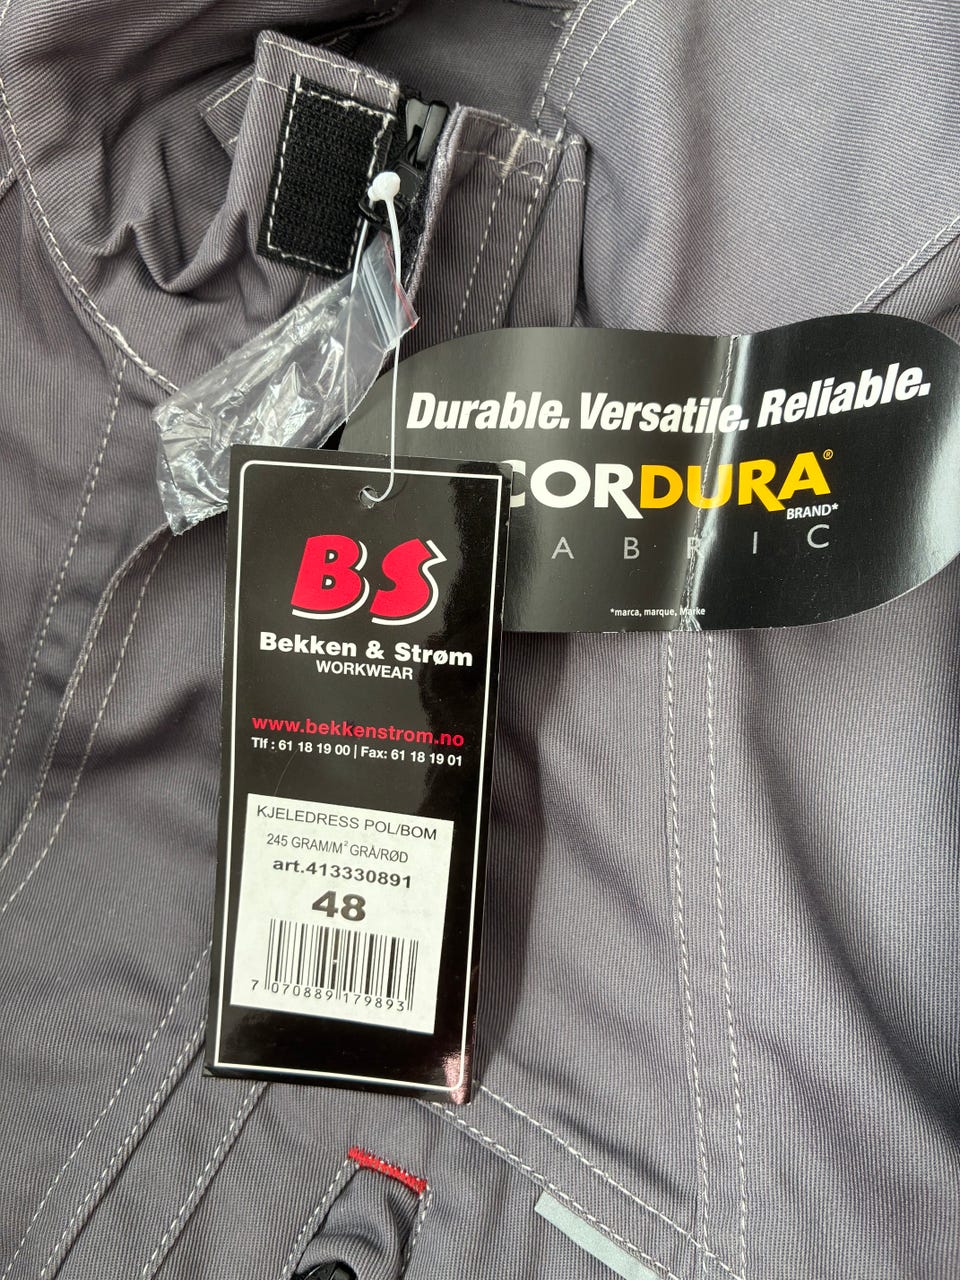 Durable. Versatile. Reliable.
CORDURA®
BRAND*
FABRIC
*marca, marque, Marke
BS
Bekken & Strøm
WORKWEAR
www.bekkenstrom.no
Tlf : 61 18 19 00 | Fax: 61 18 19 01
KJELEDRESS POL/BOM
245 GRAM/M² GRÅ/RØD
art.413330891
48
7 070889 179893